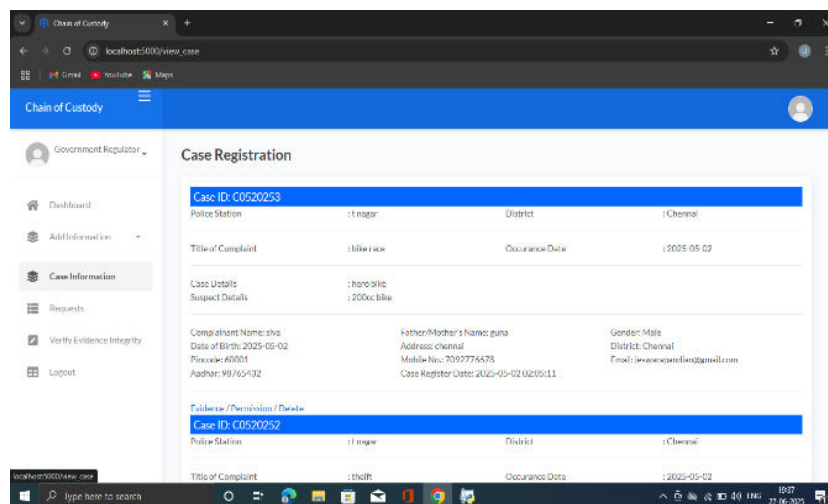 Chain of Custody
localhost:5000/view_case
Gmail YouTube Maps
Chain of Custody
Government Regulator
Case Registration
Case ID: C0520253
Police Station : t nagar District : Chennai
Dashboard
Add Information
Title of Complaint : bike race Occurance Date : 2025-05-02
Case Information
Case Details : hero bike
Suspect Details : 200cc bike
Requests
Verify Evidence Integrity
Logout
Complainant Name: siva Father/Mother's Name: guna Gender: Male
Date of Birth: 2025-05-02 Address: chennai District: Chennai
Pincode: 60001 Mobile No.: 7092776678 Email:
Aadhar: 98765432 Case Register Date: 2025-05-02 02:05:11
Evidence / Permission / Delete
Case ID: C0520252
Police Station : t nagar District : Chennai
Title of Complaint : theift Occurance Date : 2025-05-02
localhost:5000/view_case
Type here to search
ENG
19:37
27-06-2025